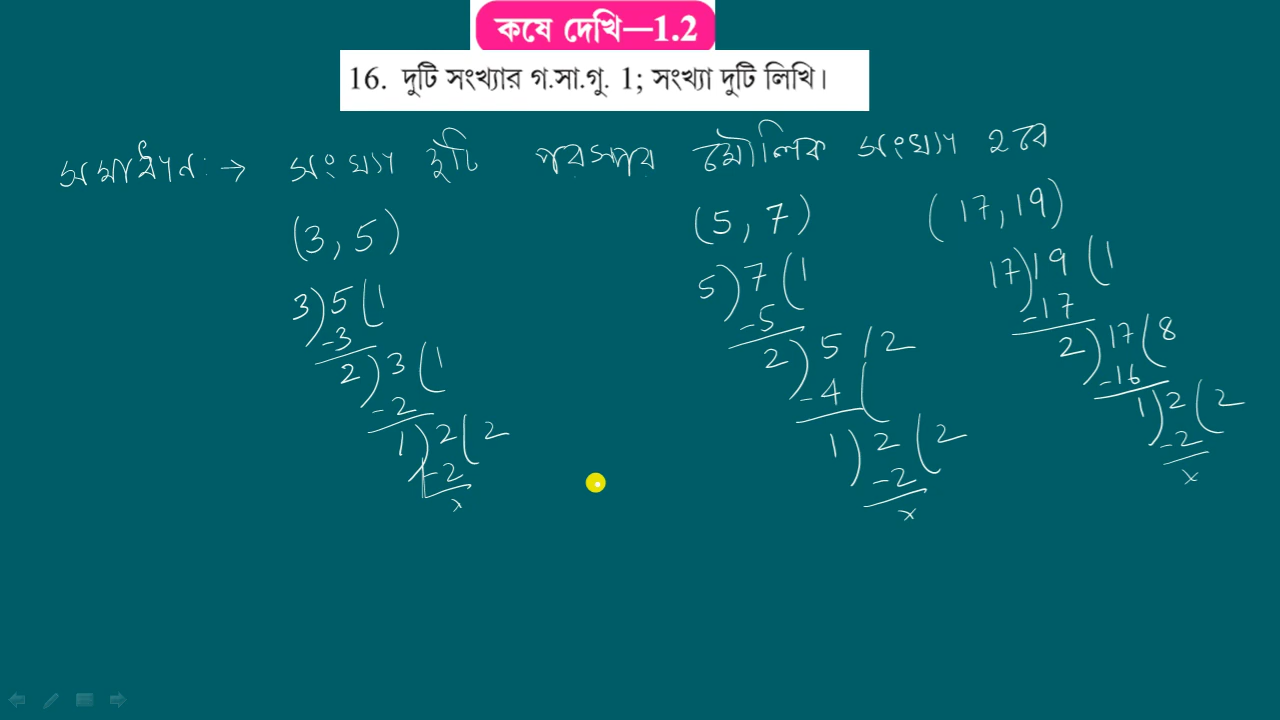 কষে দেখি—1.2
16. দুটি সংখ্যার গ.সা.গু. 1; সংখ্যা দুটি লিখি।
সমাধান:→ সংখ্যা দুটি পরস্পর মৌলিক সংখ্যা হবে
(3, 5) (5, 7) (17, 19)
3) 5 (1 5) 7 (1 17) 19 (1
-3 -5 -17
2) 3 (1 2) 5 (2 2) 17 (8
-2 -4 -16
1) 2 (2 1) 2 (2 1) 2 (2
-2 -2 -2
x x x